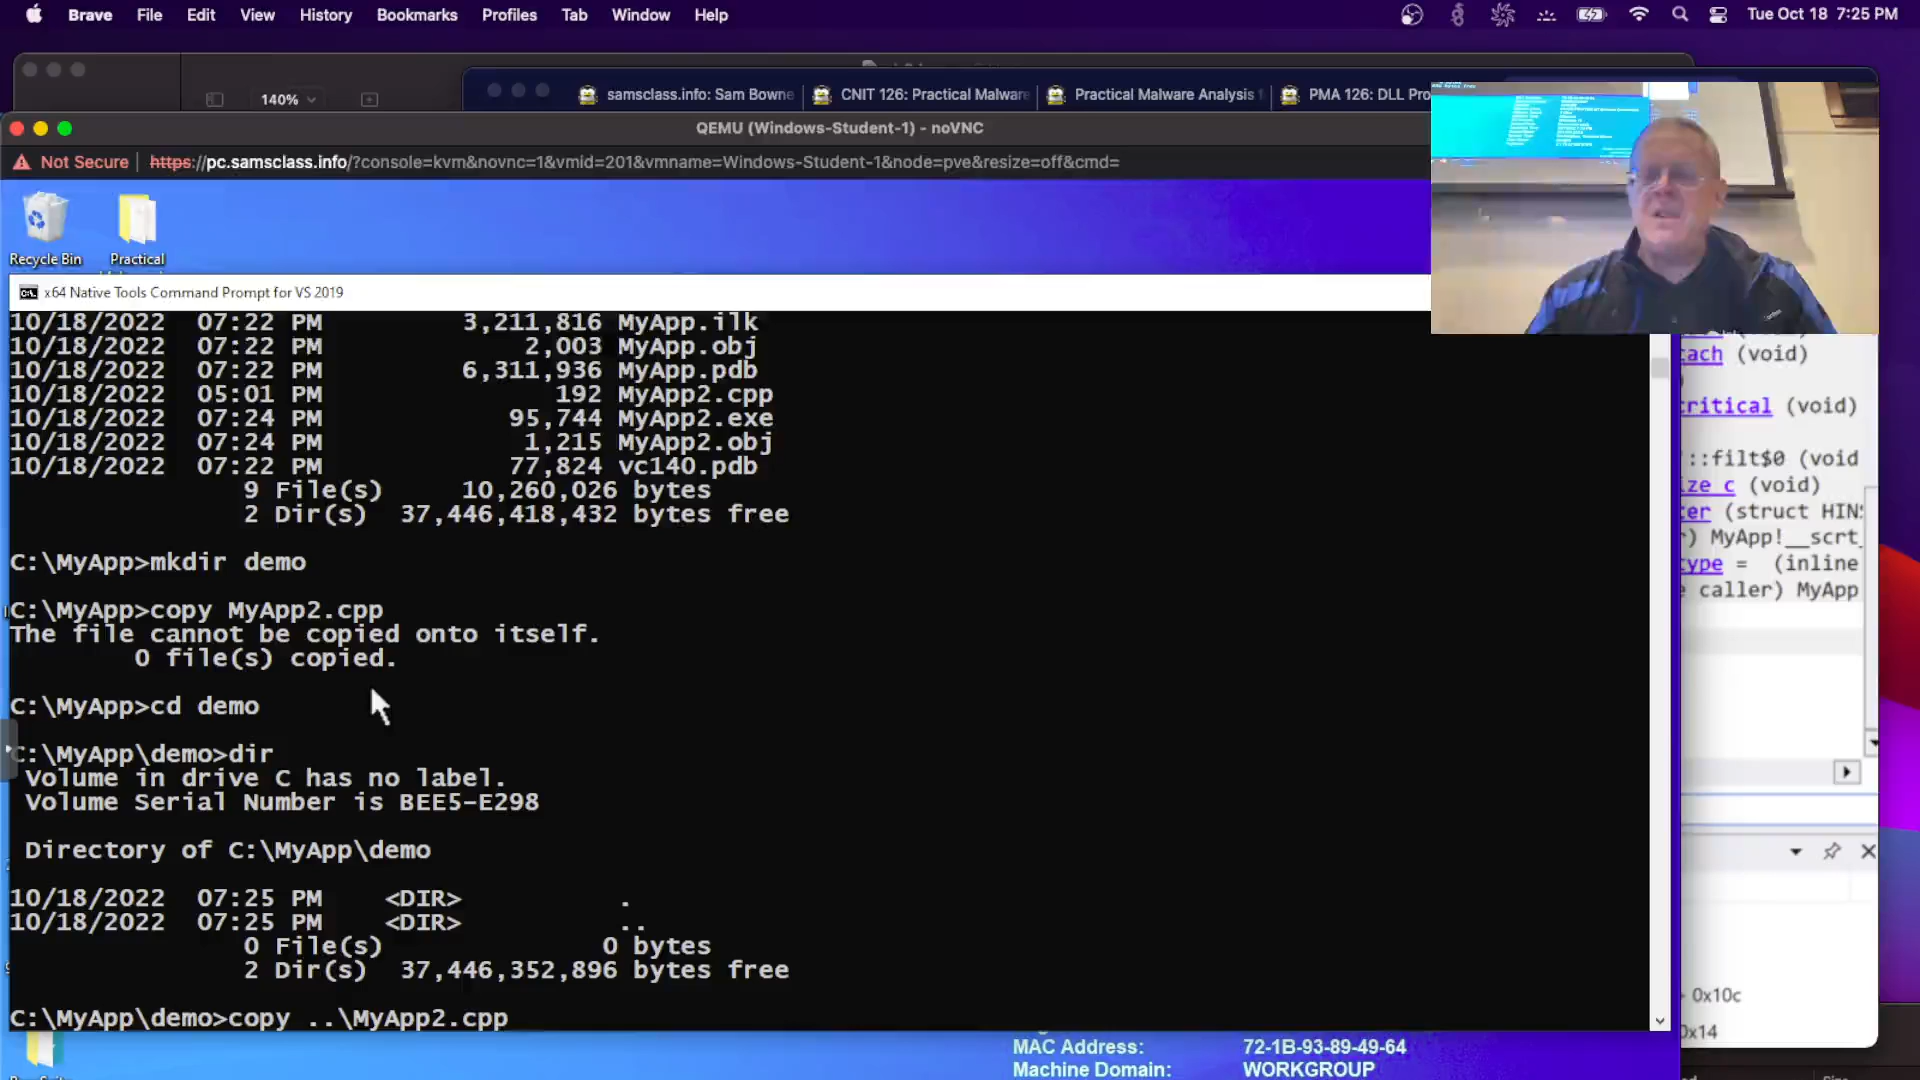 Brave File Edit View History Bookmarks Profiles Tab Window Help Tue Oct 18 7:25 PM
140%
samsclass.info: Sam Bowne
CNIT 126: Practical Malware
Practical Malware Analysis
PMA 126: DLL Pro
QEMU (Windows-Student-1) - noVNC
Not Secure https://pc.samsclass.info/?console=kvm&novnc=1&vmid=201&vmname=Windows-Student-1&node=pve&resize=off&cmd=
Recycle Bin
Practical
x64 Native Tools Command Prompt for VS 2019
10/18/2022 07:22 PM 3,211,816 MyApp.ilk
10/18/2022 07:22 PM 2,003 MyApp.obj
10/18/2022 07:22 PM 6,311,936 MyApp.pdb
10/18/2022 05:01 PM 192 MyApp2.cpp
10/18/2022 07:24 PM 95,744 MyApp2.exe
10/18/2022 07:24 PM 1,215 MyApp2.obj
10/18/2022 07:22 PM 77,824 vc140.pdb
9 File(s) 10,260,026 bytes
2 Dir(s) 37,446,418,432 bytes free
C:\MyApp>mkdir demo
C:\MyApp>copy MyApp2.cpp
The file cannot be copied onto itself.
0 file(s) copied.
C:\MyApp>cd demo
C:\MyApp\demo>dir
Volume in drive C has no label.
Volume Serial Number is BEE5-E298
Directory of C:\MyApp\demo
10/18/2022 07:25 PM <DIR> .
10/18/2022 07:25 PM <DIR> ..
0 File(s) 0 bytes
2 Dir(s) 37,446,352,896 bytes free
C:\MyApp\demo>copy ..\MyApp2.cpp
tach (void)
critical (void)
'::filt$0 (void
ize_c (void)
ter (struct HINS
r) MyApp!__scrt_
type = (inline
e caller) MyApp
0x10c
0x14
MAC Address: 72-1B-93-89-49-64
Machine Domain: WORKGROUP